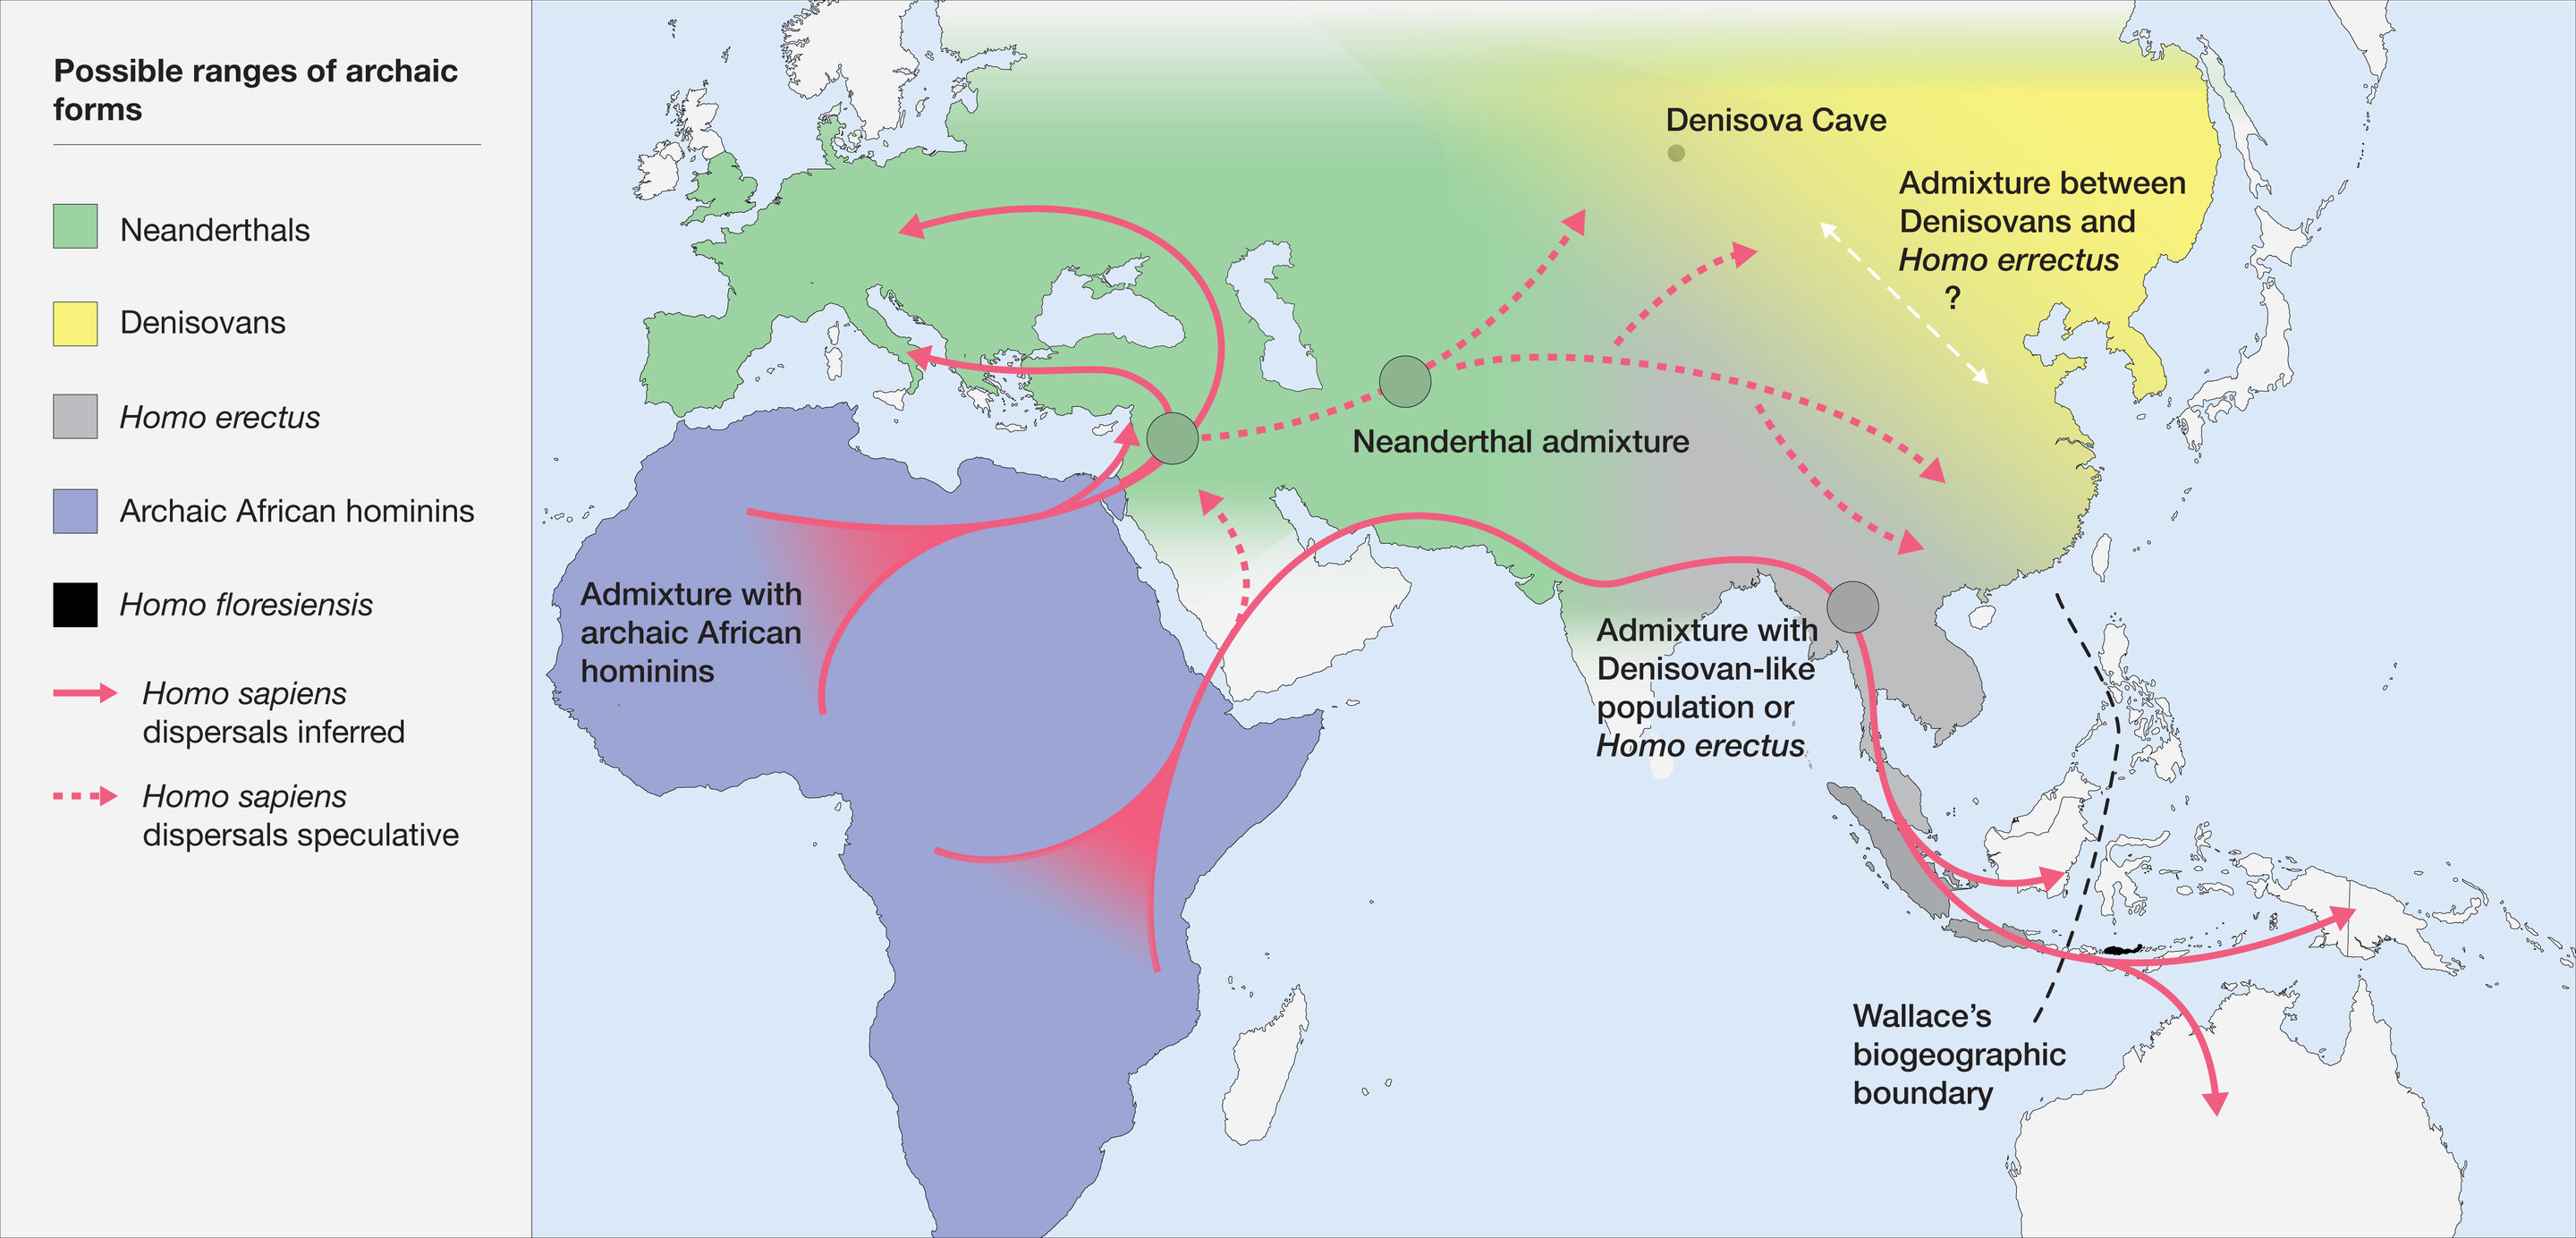 Possible ranges of archaic
forms
Neanderthals
Denisovans
Homo erectus
Archaic African hominins
Homo floresiensis
Homo sapiens
dispersals inferred
Homo sapiens
dispersals speculative
Denisova Cave
Admixture between
Denisovans and
Homo errectus
?
Neanderthal admixture
Admixture with
archaic African
hominins
Admixture with
Denisovan-like
population or
Homo erectus
Wallace's
biogeographic
boundary